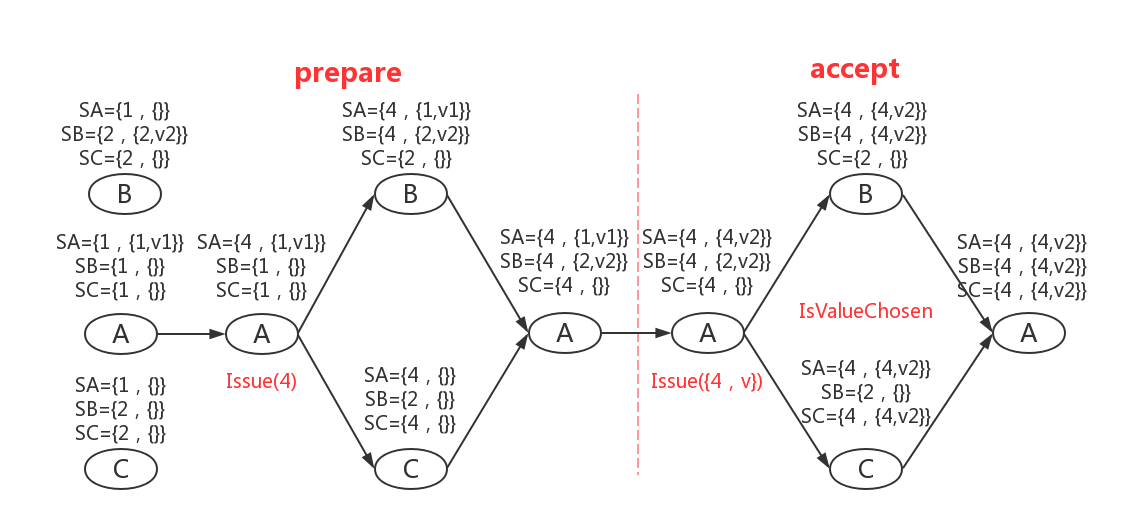 prepare
accept
SA={1 , {}}
SB={2 , {2,v2}}
SC={2 , {}}
B
SA={4 , {1,v1}}
SB={4 , {2,v2}}
SC={2 , {}}
B
SA={4 , {4,v2}}
SB={4 , {4,v2}}
SC={2 , {}}
B
SA={1 , {1,v1}}
SB={1 , {}}
SC={1 , {}}
A
SA={4 , {1,v1}}
SB={1 , {}}
SC={1 , {}}
A
Issue(4)
SA={4 , {1,v1}}
SB={4 , {2,v2}}
SC={4 , {}}
A
SA={4 , {4,v2}}
SB={4 , {2,v2}}
SC={4 , {}}
A
Issue({4 , v})
IsValueChosen
SA={4 , {4,v2}}
SB={4 , {4,v2}}
SC={4 , {4,v2}}
A
SA={1 , {}}
SB={2 , {}}
SC={2 , {}}
C
SA={4 , {}}
SB={2 , {}}
SC={4 , {}}
C
SA={4 , {4,v2}}
SB={2 , {}}
SC={4 , {4,v2}}
C